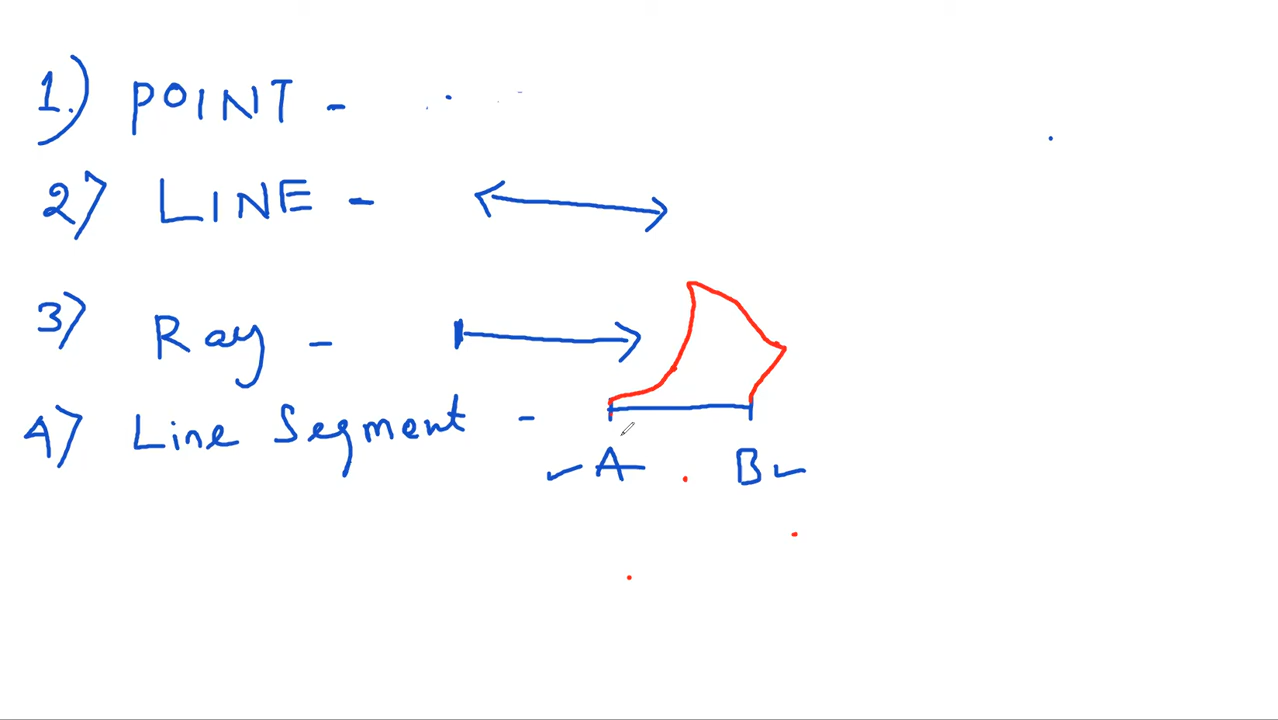 1.) POINT -
2) LINE -
3) Ray -
4) Line Segment -
A B